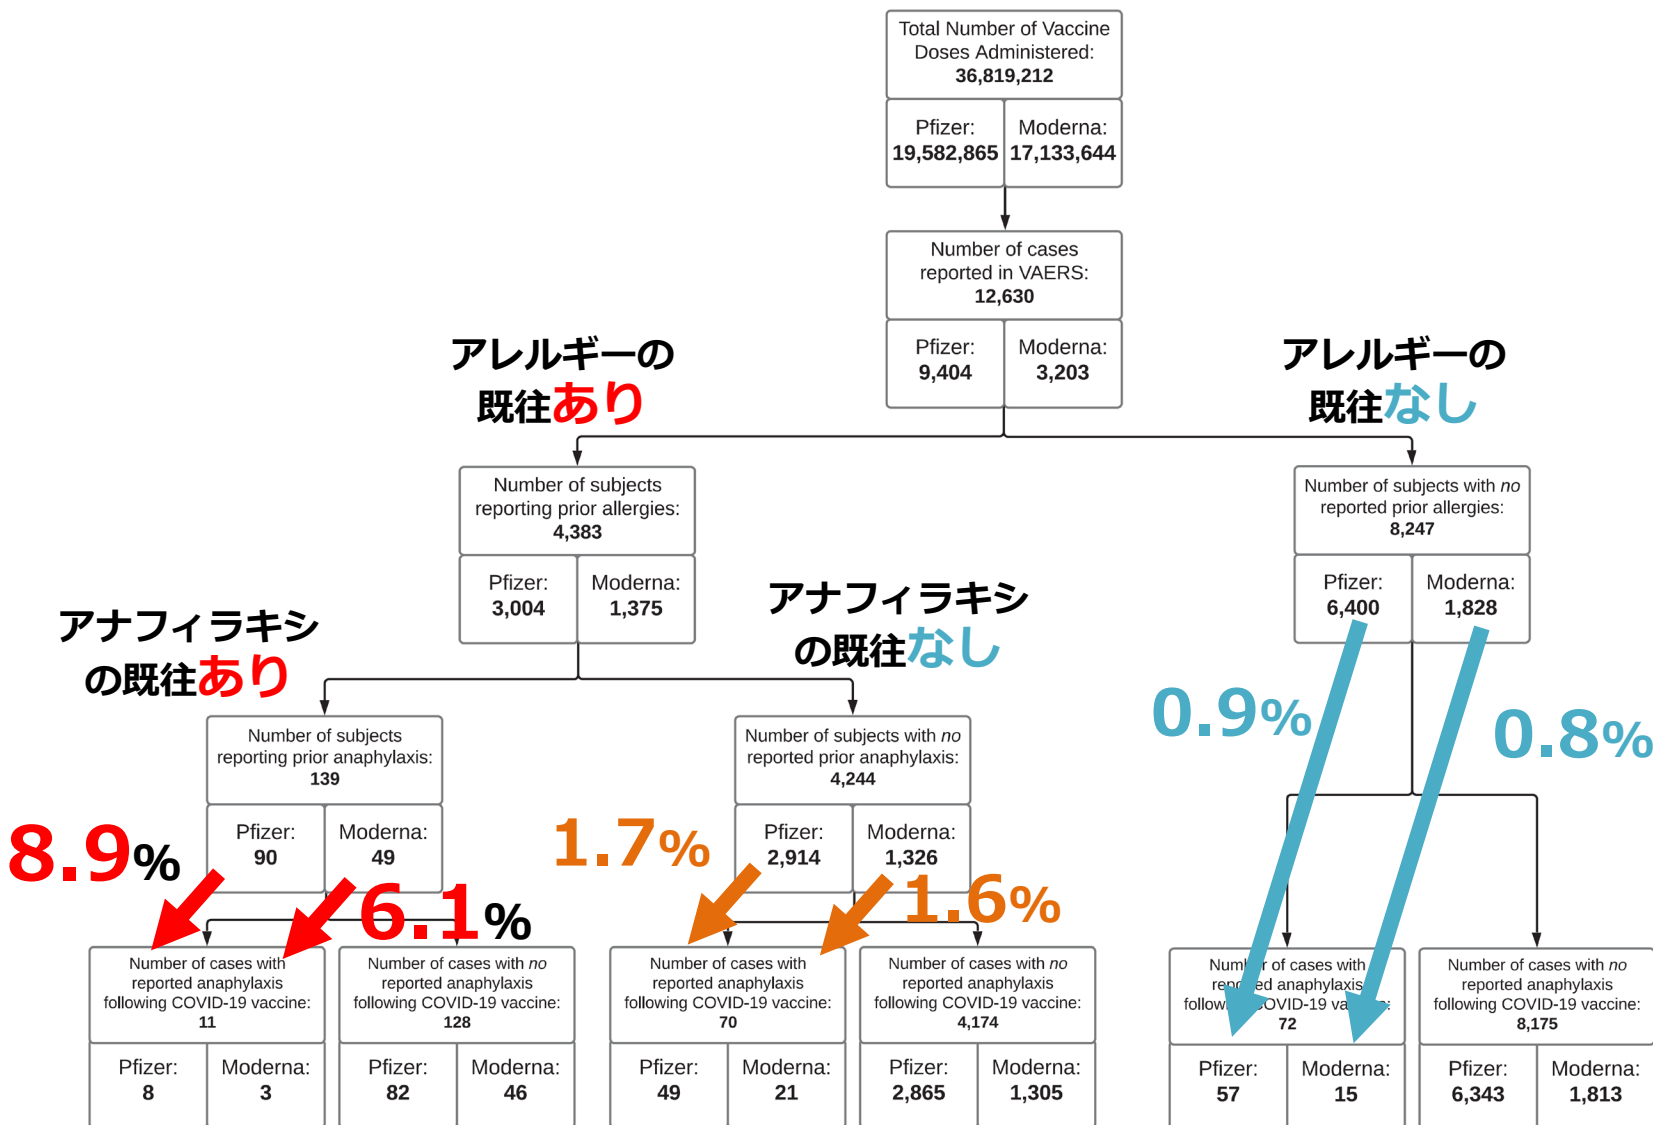 Total Number of Vaccine
Doses Administered:
36,819,212
Pfizer:
19,582,865
Moderna:
17,133,644
Number of cases
reported in VAERS:
12,630
Pfizer:
9,404
Moderna:
3,203
アレルギーの
既往あり
アレルギーの
既往なし
Number of subjects
reporting prior allergies:
4,383
Pfizer:
3,004
Moderna:
1,375
Number of subjects with no
reported prior allergies:
8,247
Pfizer:
6,400
Moderna:
1,828
アナフィラキシ
の既往あり
アナフィラキシ
の既往なし
Number of subjects
reporting prior anaphylaxis:
139
Pfizer:
90
Moderna:
49
Number of subjects with no
reported prior anaphylaxis:
4,244
Pfizer:
2,914
Moderna:
1,326
0.9%
0.8%
8.9%
6.1%
1.7%
1.6%
Number of cases with
reported anaphylaxis
following COVID-19 vaccine:
11
Pfizer:
8
Moderna:
3
Number of cases with no
reported anaphylaxis
following COVID-19 vaccine:
128
Pfizer:
82
Moderna:
46
Number of cases with
reported anaphylaxis
following COVID-19 vaccine:
70
Pfizer:
49
Moderna:
21
Number of cases with no
reported anaphylaxis
following COVID-19 vaccine:
4,174
Pfizer:
2,865
Moderna:
1,305
Number of cases with
reported anaphylaxis
following COVID-19 vaccine:
72
Pfizer:
57
Moderna:
15
Number of cases with no
reported anaphylaxis
following COVID-19 vaccine:
8,175
Pfizer:
6,343
Moderna:
1,813